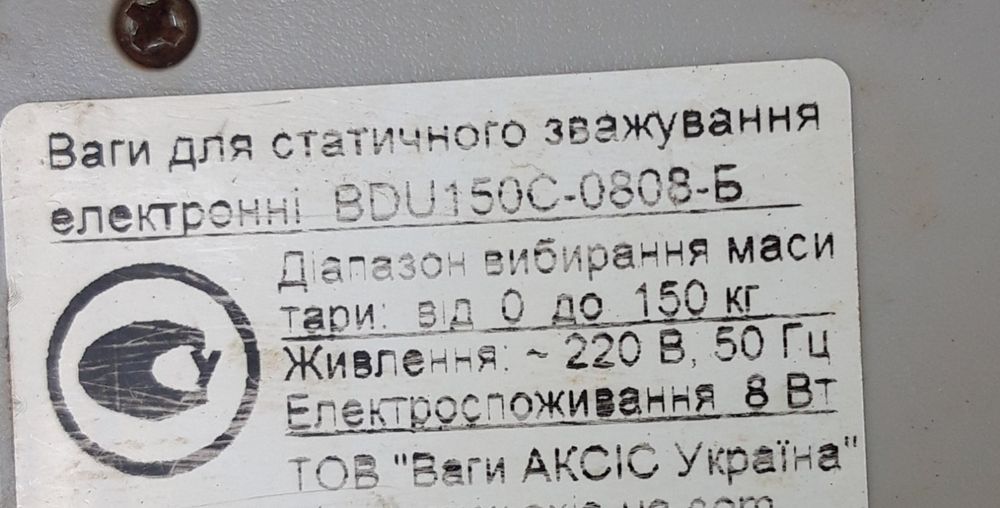 Ваги для статичного зважування
електронні BDU150C-0808-Б
Діапазон вибирання маси
тари: від 0 до 150 кг
Живлення: ~ 220 В, 50 Гц
Електроспоживання 8 Вт
ТОВ "Ваги АКСІС Україна"